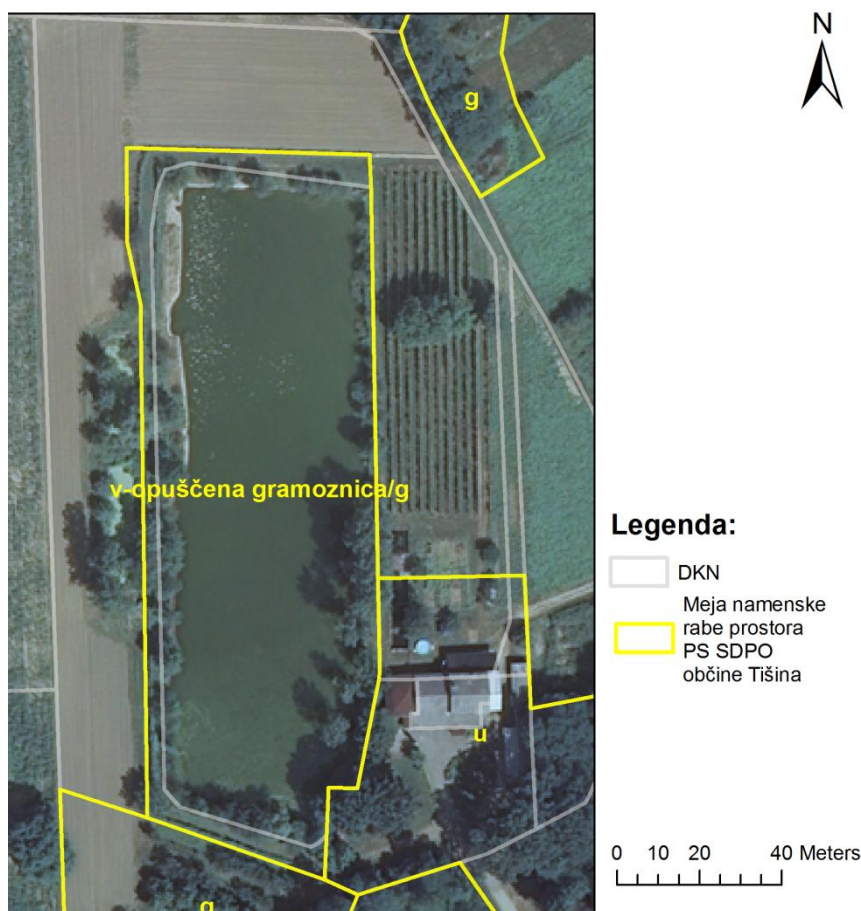 N
g
v-opuščena gramoznica/g
u
g
Legenda:
DKN
Meja namenske
rabe prostora
PS SDPO
občine Tišina
0 10 20 40 Meters